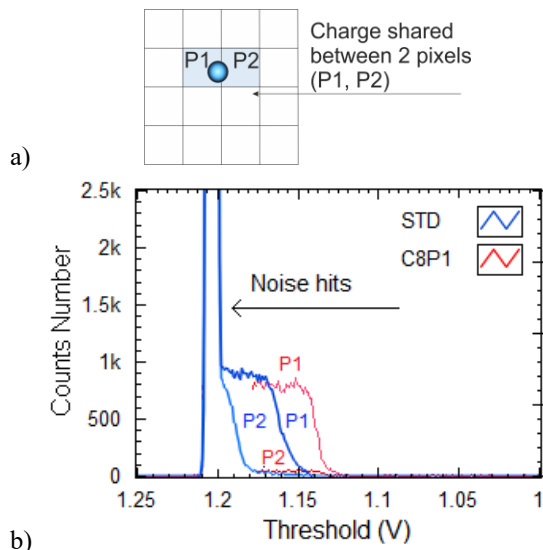 P1 P2
Charge shared
between 2 pixels
(P1, P2)
a)
2.5k
STD
2k
C8P1
Noise hits
1.5k
Counts Number
P1
1k
P2
P1
500
P2
0
1.25
1.2
1.15
1.1
1.05
1
Threshold (V)
b)